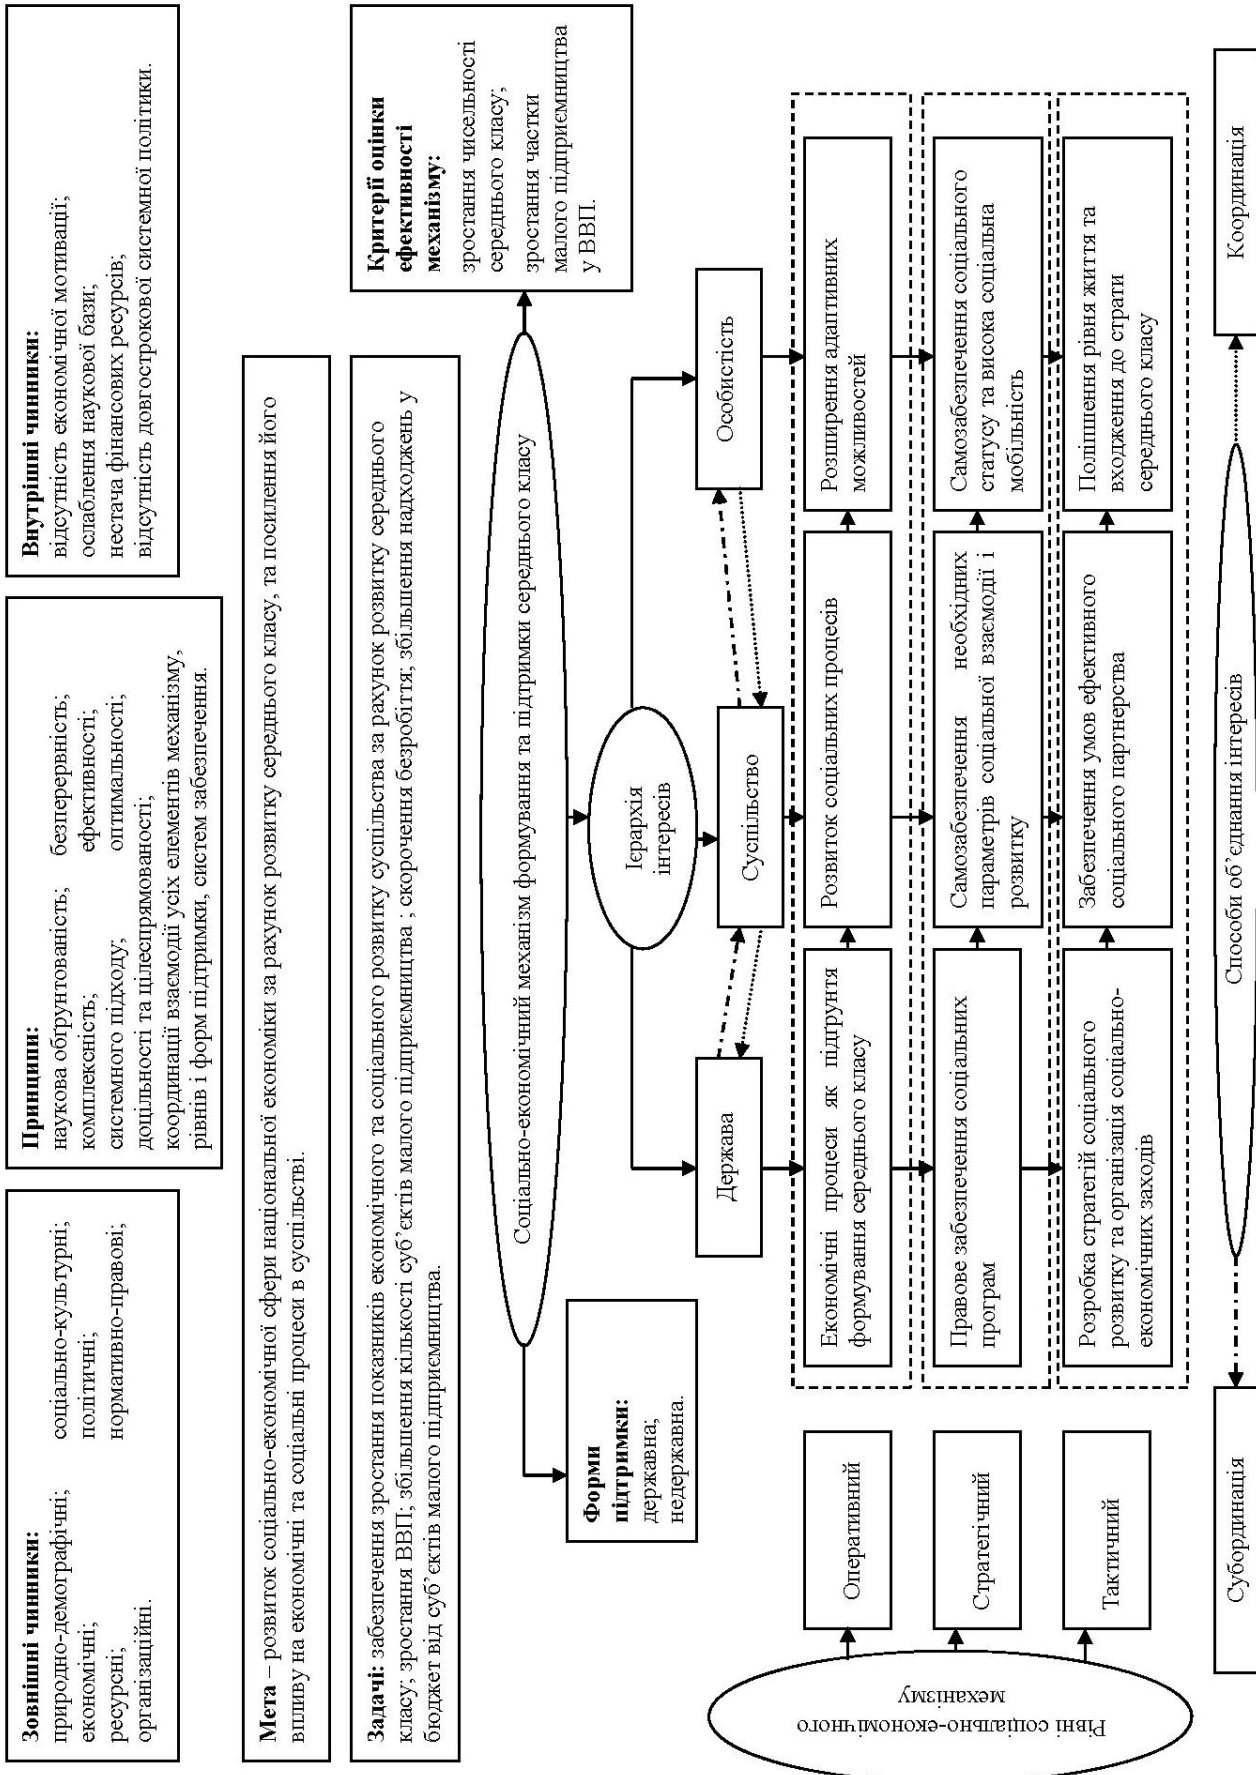 Зовнішні чинники:
природно-демографічні;
економічні;
ресурсні;
організаційні.
соціально-культурні;
політичні;
нормативно-правові;
Принципи:
наукова обґрунтованість;
комплексність;
системного підходу;
безперервність;
ефективності;
оптимальності;
доцільності та цілеспрямованості;
координації взаємодії усіх елементів механізму,
рівнів і форм підтримки, систем забезпечення.
Внутрішні чинники:
відсутність економічної мотивації;
ослаблення наукової бази;
нестача фінансових ресурсів;
відсутність довгострокової системної політики.
Мета – розвиток соціально-економічної сфери національної економіки за рахунок розвитку середнього класу, та посилення його
впливу на економічні та соціальні процеси в суспільстві.
Задачі: забезпечення зростання показників економічного та соціального розвитку суспільства за рахунок розвитку середнього
класу; зростання ВВП; збільшення кількості суб’єктів малого підприємництва ; скорочення безробіття; збільшення надходжень у
бюджет від суб’єктів малого підприємництва.
Соціально-економічний механізм формування та підтримки середнього класу
Критерії оцінки
ефективності
механізму:
зростання чисельності
середнього класу;
зростання частки
малого підприємництва
у ВВП.
Форми
підтримки:
державна;
недержавна.
Ієрархія
інтересів
Держава
Суспільство
Особистість
Рівні соціально-економічного
механізму
Оперативний
Економічні процеси як підґрунтя
формування середнього класу
Розвиток соціальних процесів
Розширення адаптивних
можливостей
Стратегічний
Правове забезпечення соціальних
програм
Самозабезпечення необхідних
параметрів соціальної взаємодії і
розвитку
Самозабезпечення соціального
статусу та висока соціальна
мобільність
Тактичний
Розробка стратегій соціального
розвитку та організація соціально-
економічних заходів
Забезпечення умов ефективного
соціального партнерства
Поліпшення рівня життя та
входження до страти
середнього класу
Субординація
Способи об’єднання інтересів
Координація